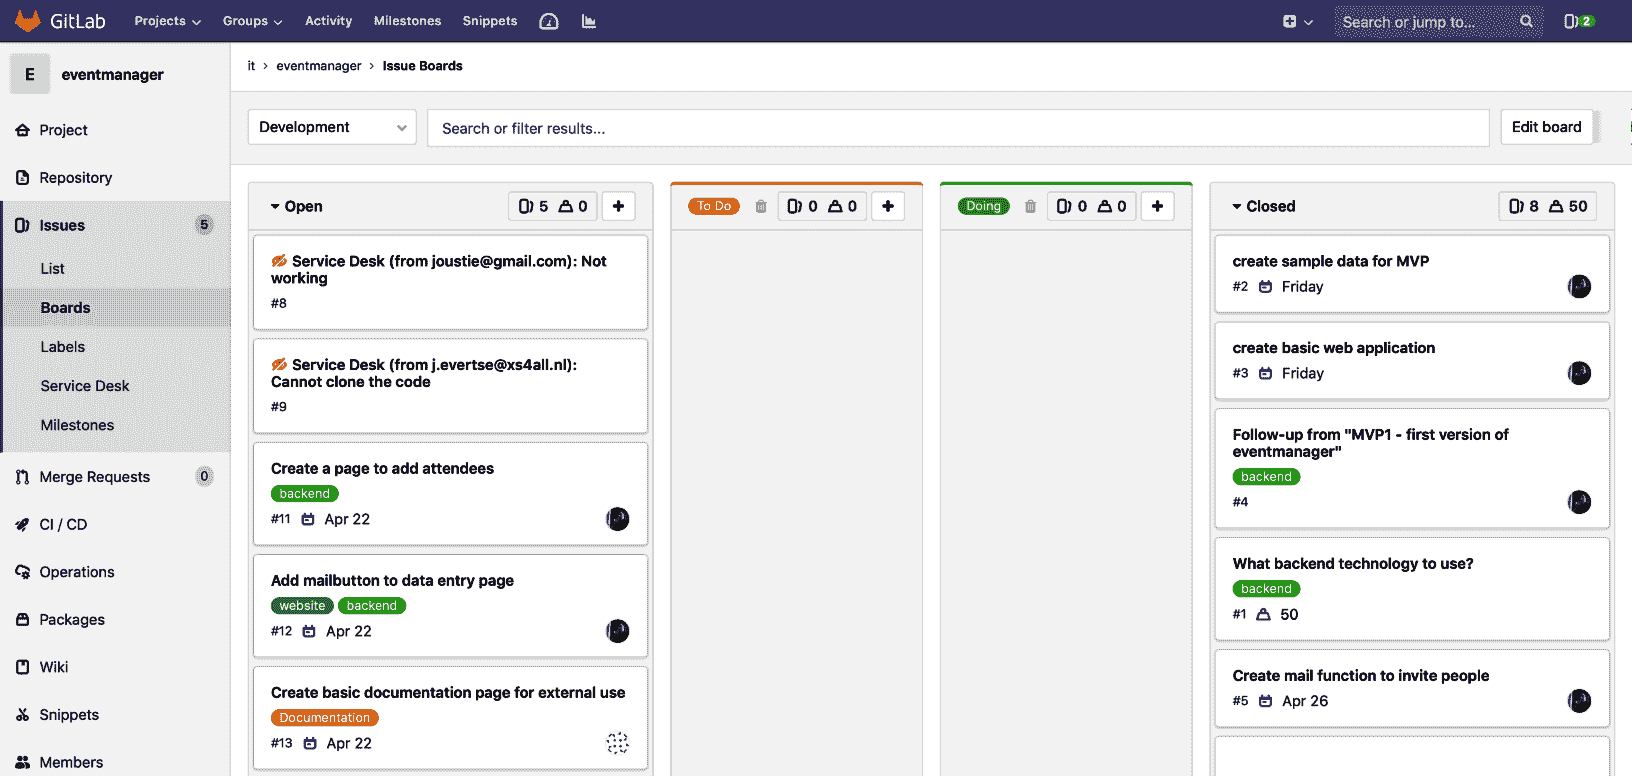 GitLab Projects Groups Activity Milestones Snippets Search or jump to... 2
E eventmanager
it › eventmanager › Issue Boards
Project
Repository
Issues 5
List
Boards
Labels
Service Desk
Milestones
Merge Requests 0
CI / CD
Operations
Packages
Wiki
Snippets
Members
Development Search or filter results... Edit board
Open 5 0 +
Service Desk (from joustie@gmail.com): Not
working
#8
Service Desk (from j.evertse@xs4all.nl):
Cannot clone the code
#9
Create a page to add attendees
backend
#11 Apr 22
Add mailbutton to data entry page
website backend
#12 Apr 22
Create basic documentation page for external use
Documentation
#13 Apr 22
To Do 0 0 +
Doing 0 0 +
Closed 8 50
create sample data for MVP
#2 Friday
create basic web application
#3 Friday
Follow-up from "MVP1 - first version of
eventmanager"
backend
#4
What backend technology to use?
backend
#1 50
Create mail function to invite people
#5 Apr 26